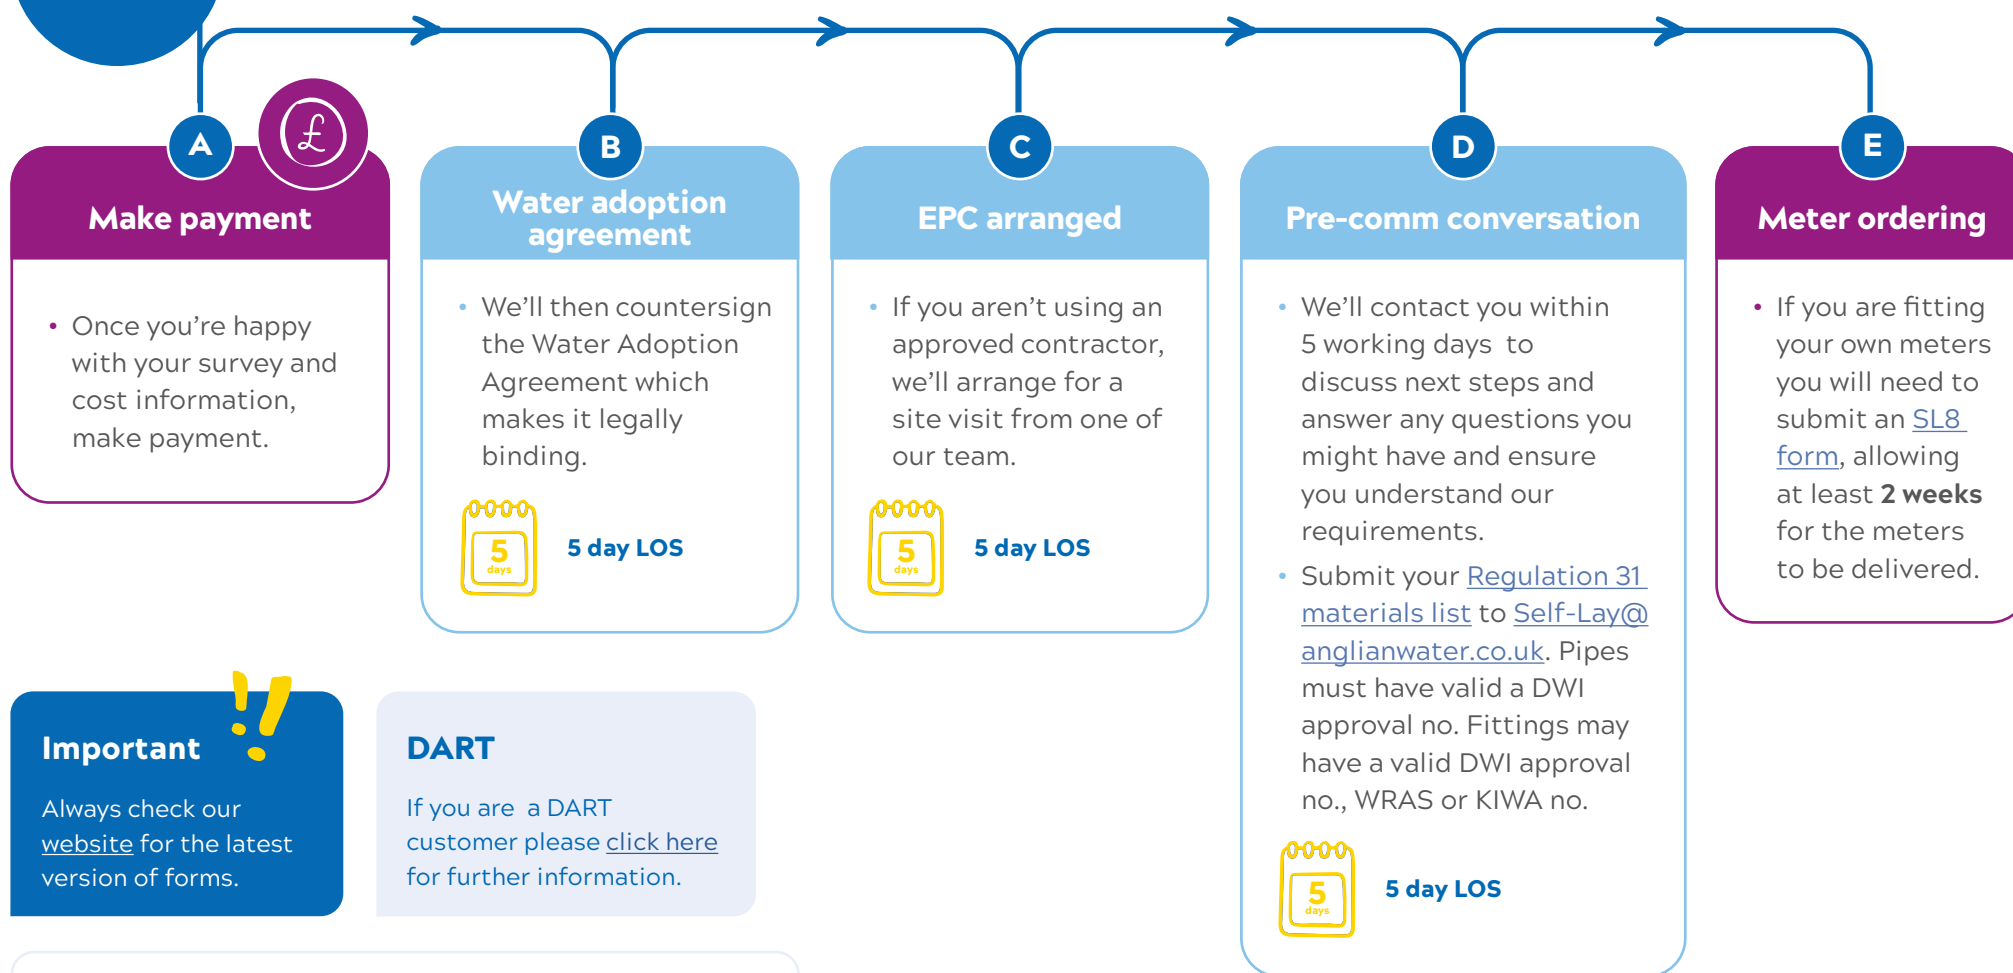 A
£
Make payment
• Once you're happy
with your survey and
cost information,
make payment.
B
Water adoption
agreement
• We'll then countersign
the Water Adoption
Agreement which
makes it legally
binding.
5
days
5 day LOS
C
EPC arranged
• If you aren't using an
approved contractor,
we'll arrange for a
site visit from one of
our team.
5
days
5 day LOS
D
Pre-comm conversation
• We'll contact you within
5 working days to
discuss next steps and
answer any questions you
might have and ensure
you understand our
requirements.
• Submit your Regulation 31
materials list to Self-Lay@
anglianwater.co.uk. Pipes
must have valid a DWI
approval no. Fittings may
have a valid DWI approval
no., WRAS or KIWA no.
5
days
5 day LOS
E
Meter ordering
• If you are fitting
your own meters
you will need to
submit an SL8
form, allowing
at least 2 weeks
for the meters
to be delivered.
Important
Always check our
website for the latest
version of forms.
DART
If you are a DART
customer please click here
for further information.